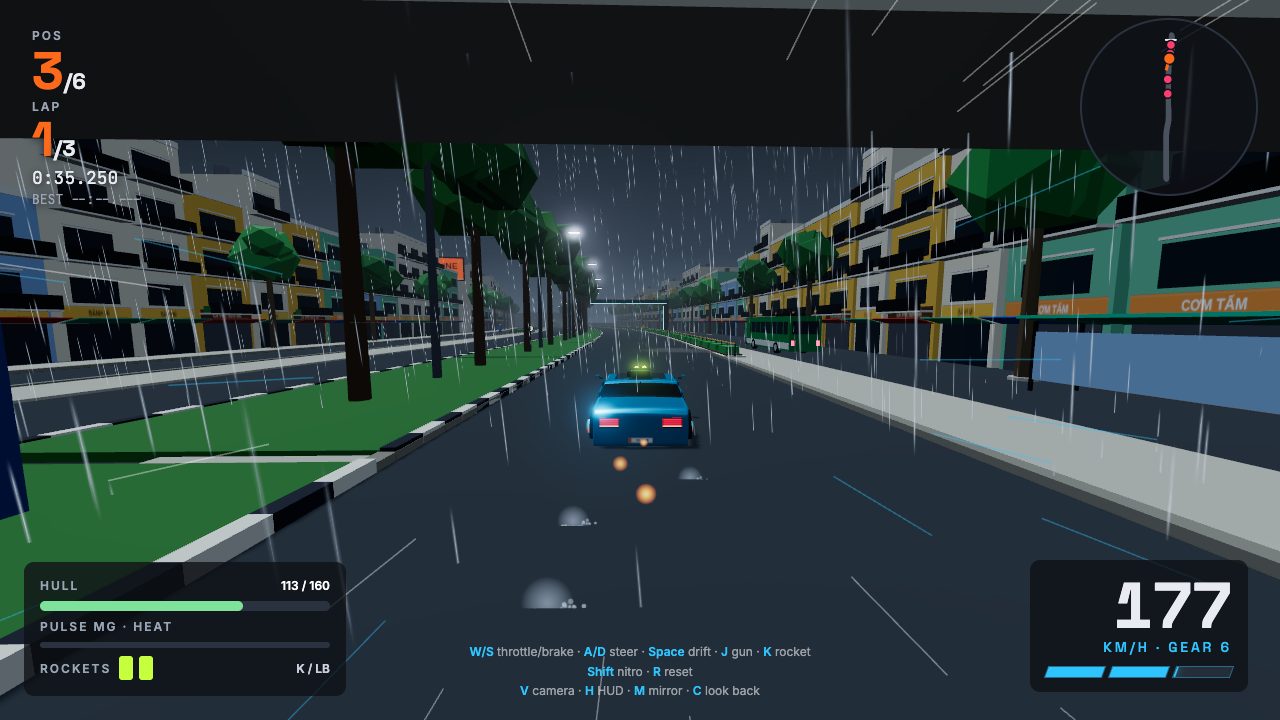 POS
3/6
LAP
1/3
0:35.250
BEST --:--.---
NE
CƠM TẤM
CƠM TẤM
HULL
113 / 160
PULSE MG · HEAT
ROCKETS
K / LB
W/S throttle/brake · A/D steer · Space drift · J gun · K rocket
Shift nitro · R reset
V camera · H HUD · M mirror · C look back
177
KM/H · GEAR 6